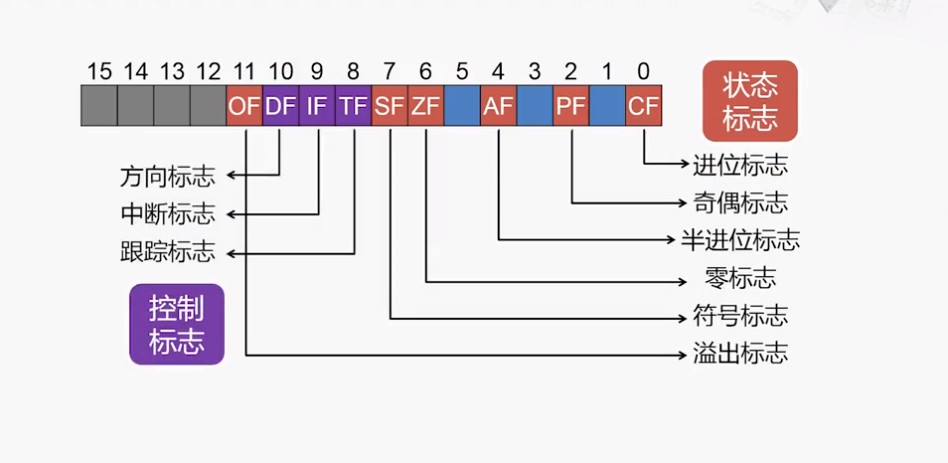 15 14 13 12 11 10 9 8 7 6 5 4 3 2 1 0
OF DF IF TF SF ZF AF PF CF
状态
标志
进位标志
方向标志
奇偶标志
中断标志
半进位标志
跟踪标志
零标志
控制
标志
符号标志
溢出标志